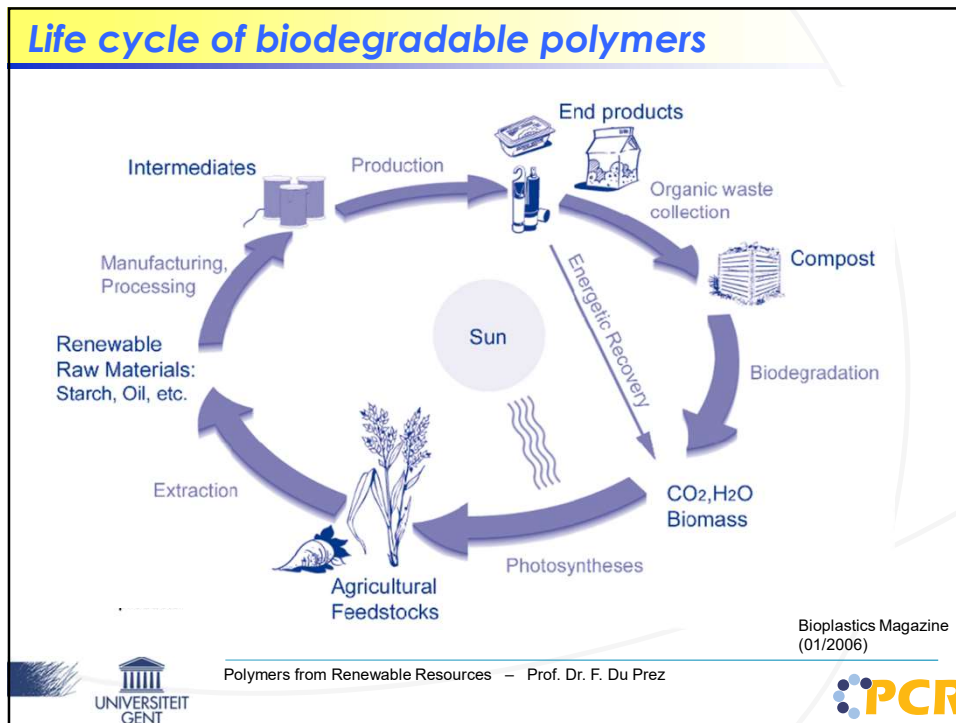 Life cycle of biodegradable polymers
End products
Intermediates
Production
Organic waste
collection
Manufacturing,
Processing
Compost
Energetic Recovery
Sun
Renewable
Raw Materials:
Starch, Oil, etc.
Biodegradation
Extraction
CO₂,H₂O
Biomass
Photosyntheses
Agricultural
Feedstocks
Bioplastics Magazine
(01/2006)
Polymers from Renewable Resources – Prof. Dr. F. Du Prez
UNIVERSITEIT
GENT
PCR